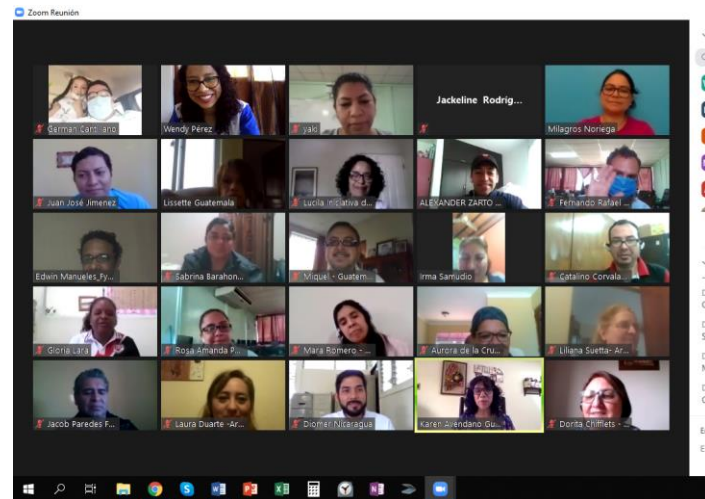 Zoom Reunión
German Cant
ano
Wendy Pérez
yaki
Jackeline Rodrig...
Milagros Noriega
Juan José Jimenez
Lissette Guatemala
Lucila Iniciativa d...
ALEXANDER ZARTO ...
Fernando Rafael ...
Edwin Manueles_Fy...
Sabrina Barahon...
Miguel - Guatem...
Irma Samudio
Catalino Corvala...
Gloria Lara
Rosa Amanda P...
Mara Romero - ...
Aurora de la Cru...
Liliana Suetta- Ar...
Jacob Paredes F...
Laura Duarte -Ar...
Diomer Nicaragua
Karen Avendano Gu...
Dorita Chifflets - ...